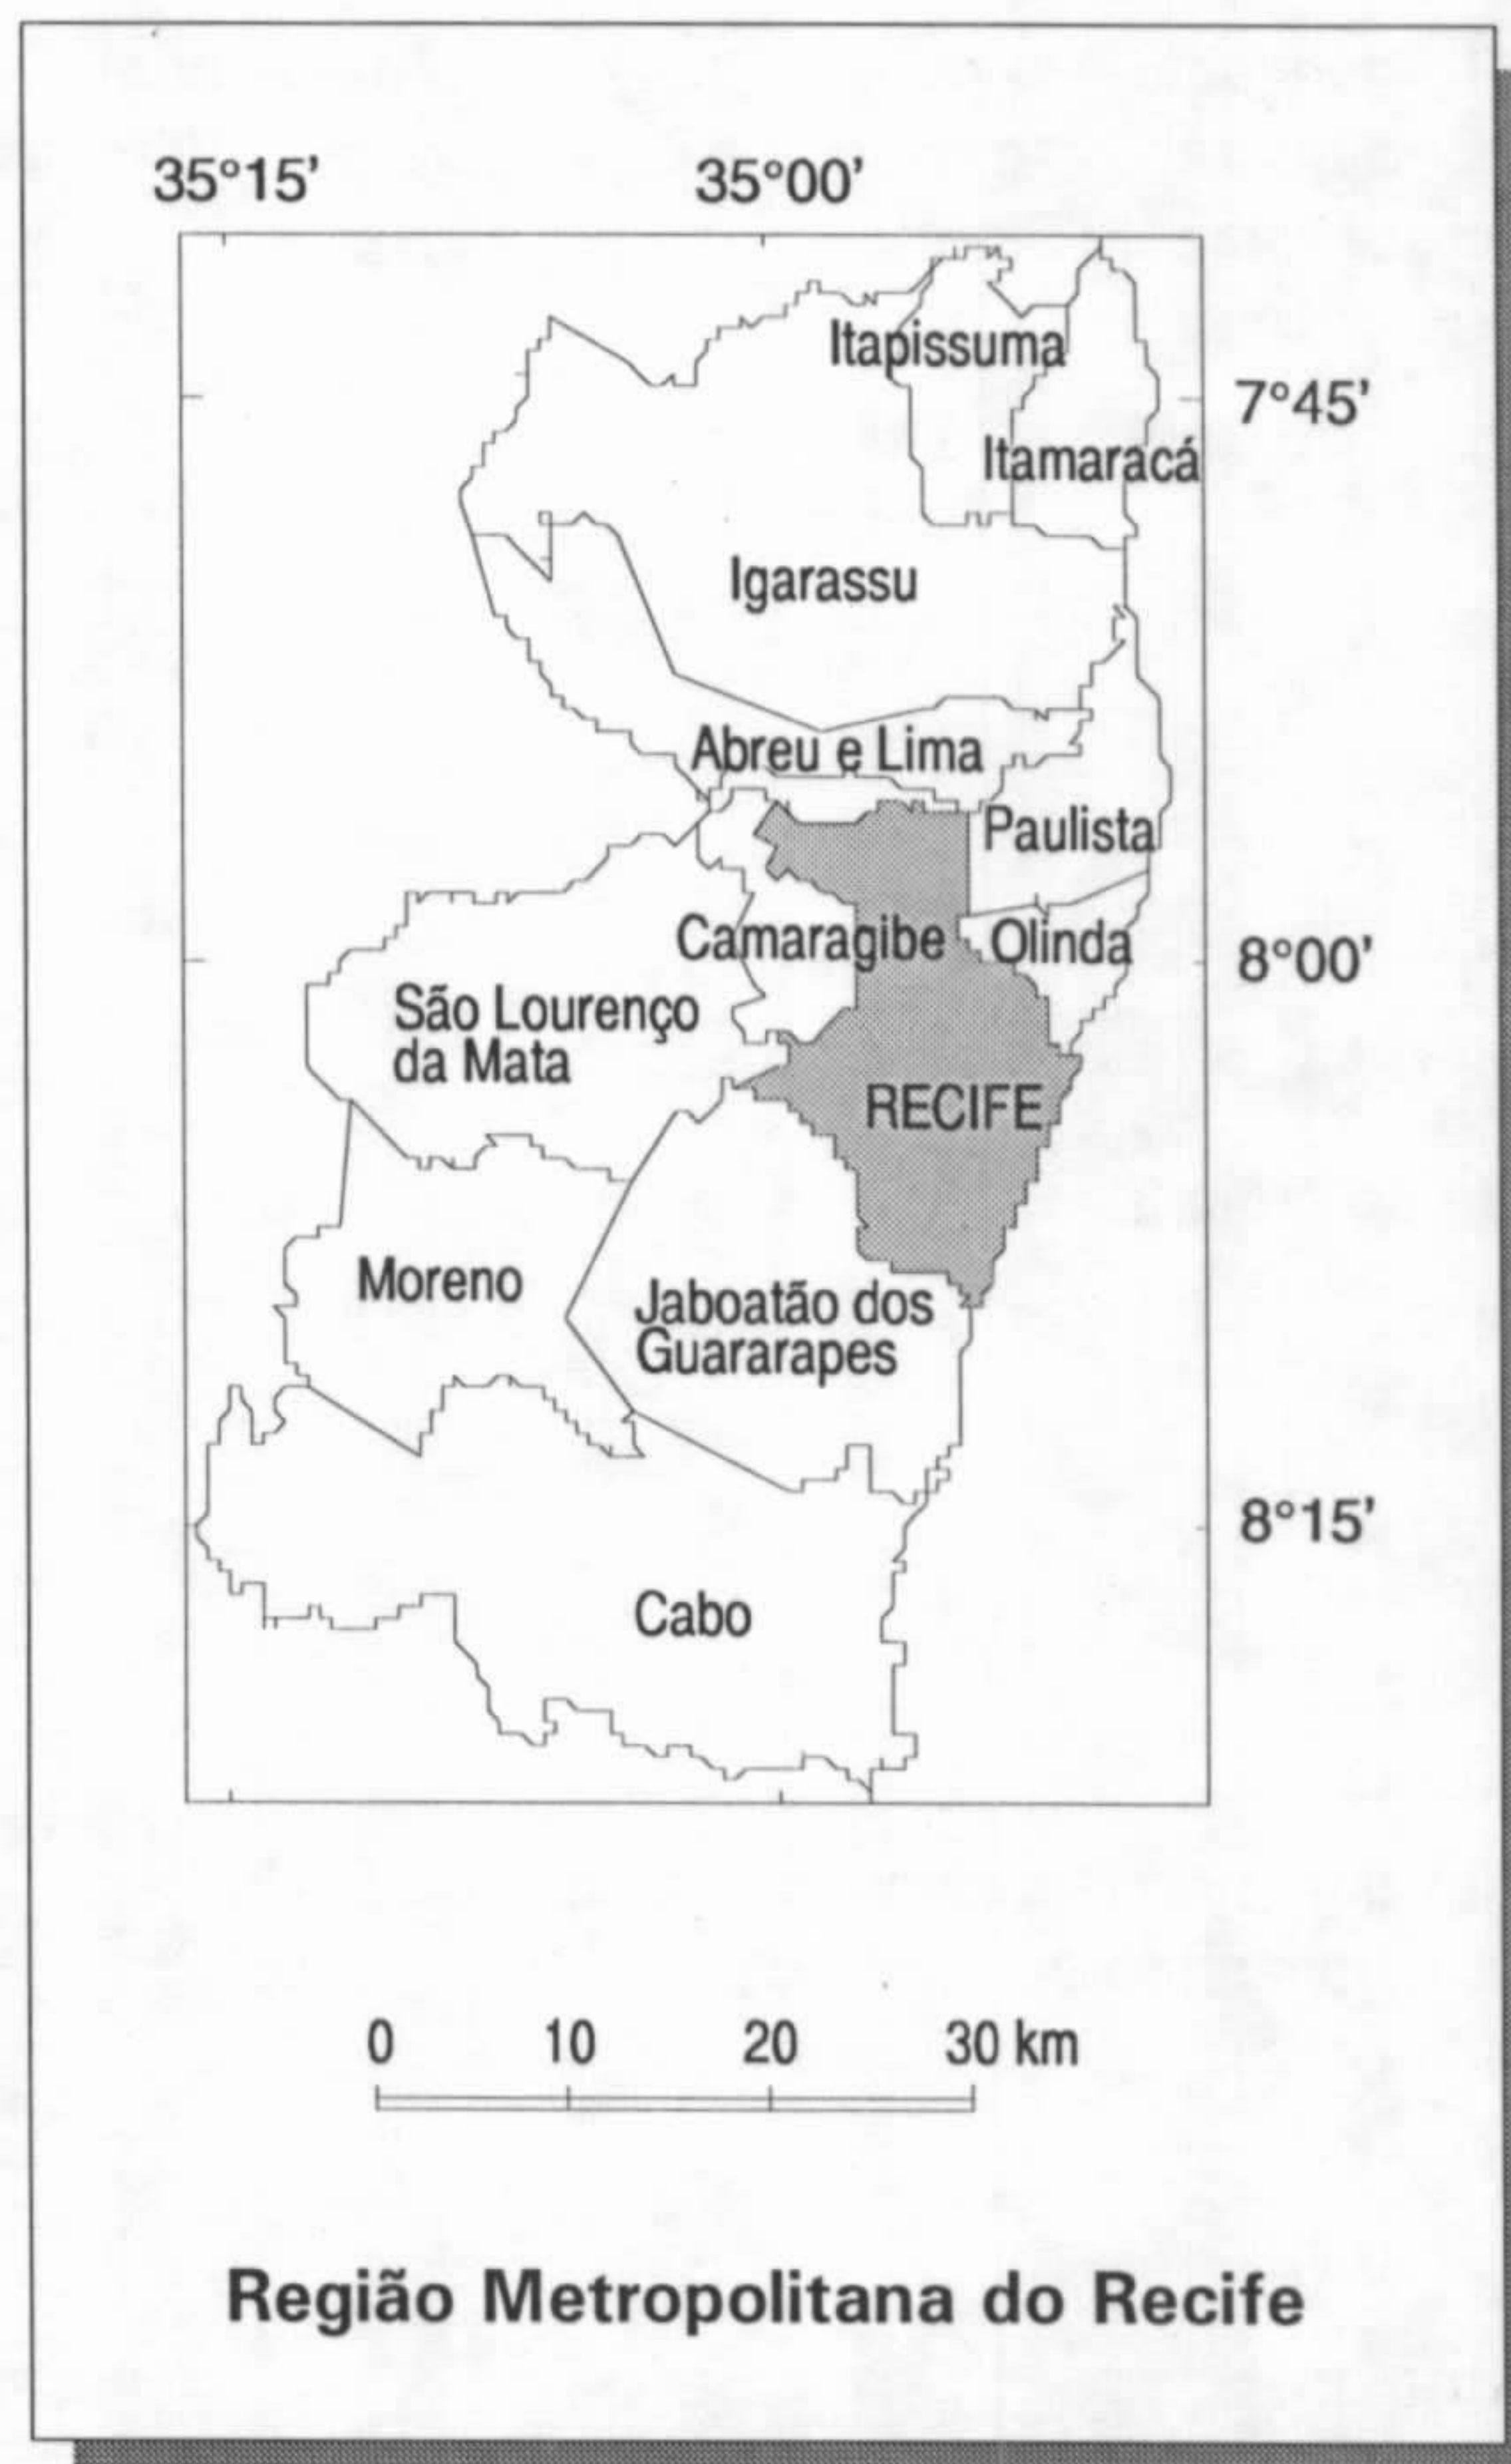 35°15' 35°00'
Itapissuma
7°45'
Itamaracá
Igarassu
Abreu e Lima
Paulista
Camaragibe Olinda 8°00'
São Lourenço
da Mata
RECIFE
Moreno
Jaboatão dos
Guararapes
8°15'
Cabo
0 10 20 30 km
Região Metropolitana do Recife